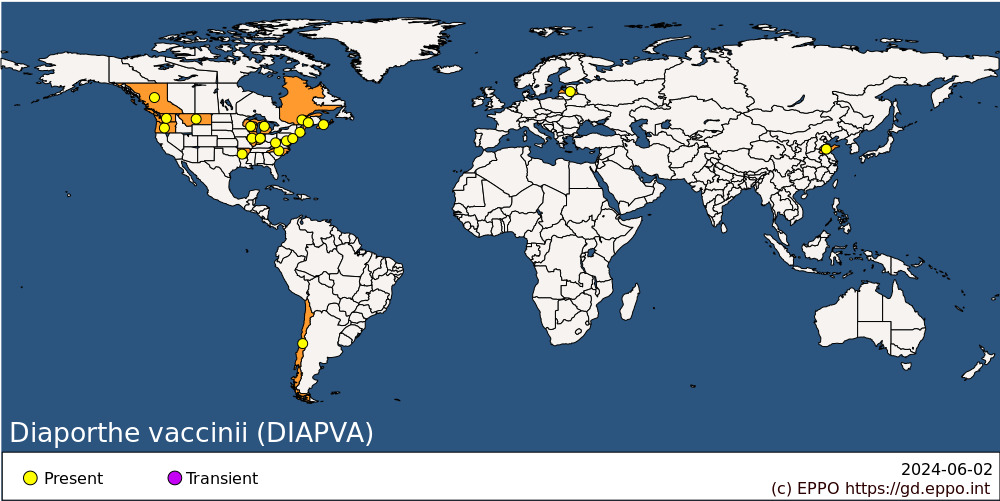 Diaporthe vaccinii (DIAPVA)
Present
Transient
2024-06-02
(c) EPPO https://gd.eppo.int